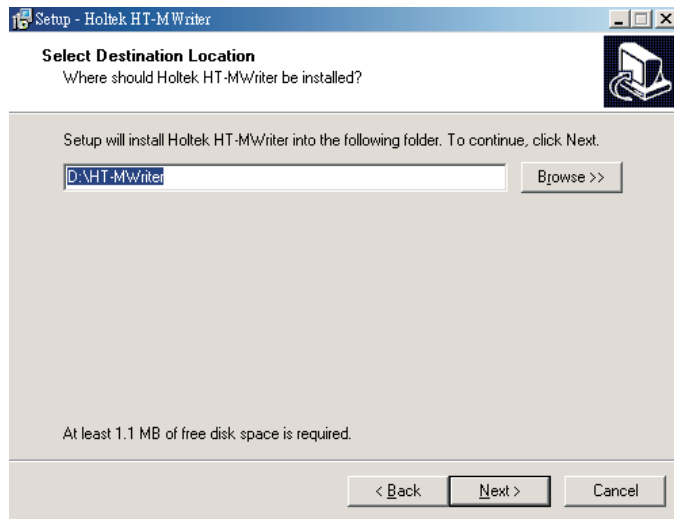 Setup - Holtek HT-MWriter
Select Destination Location
Where should Holtek HT-MWriter be installed?
Setup will install Holtek HT-MWriter into the following folder. To continue, click Next.
D:\HT-MWriter
Browse >>
At least 1.1 MB of free disk space is required.
< Back
Next >
Cancel